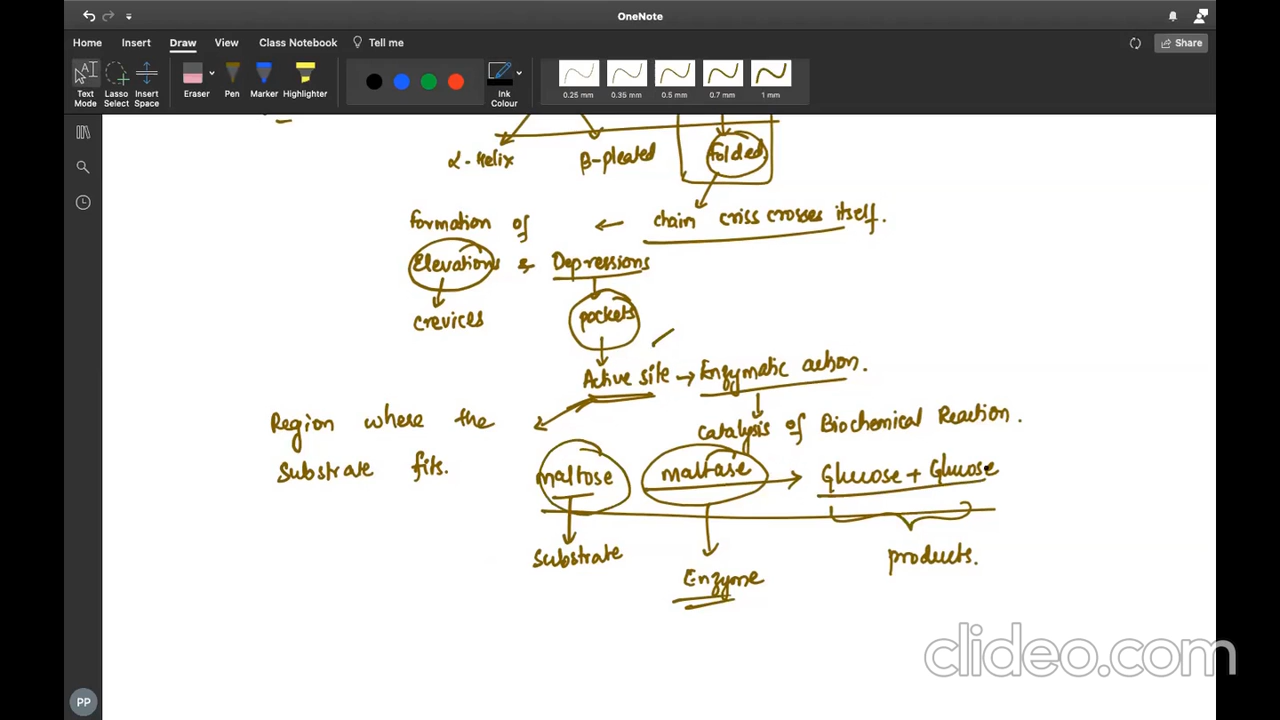 OneNote
Home Insert Draw View Class Notebook Tell me Share
Text Mode
Lasso Select
Insert Space
Eraser
Pen
Marker
Highlighter
Ink Colour
0.25 mm 0.35 mm 0.5 mm 0.7 mm 1 mm
α-Helix β-pleated folded
formation of ← chain criss crosses itself.
Elevations & Depressions
crevices pockets
Active site → Enzymatic action.
Region where the substrate fits.
catalysis of Biochemical Reaction.
maltose maltase → Glucose + Glucose
substrate Enzyme products.
PP
clideo.com